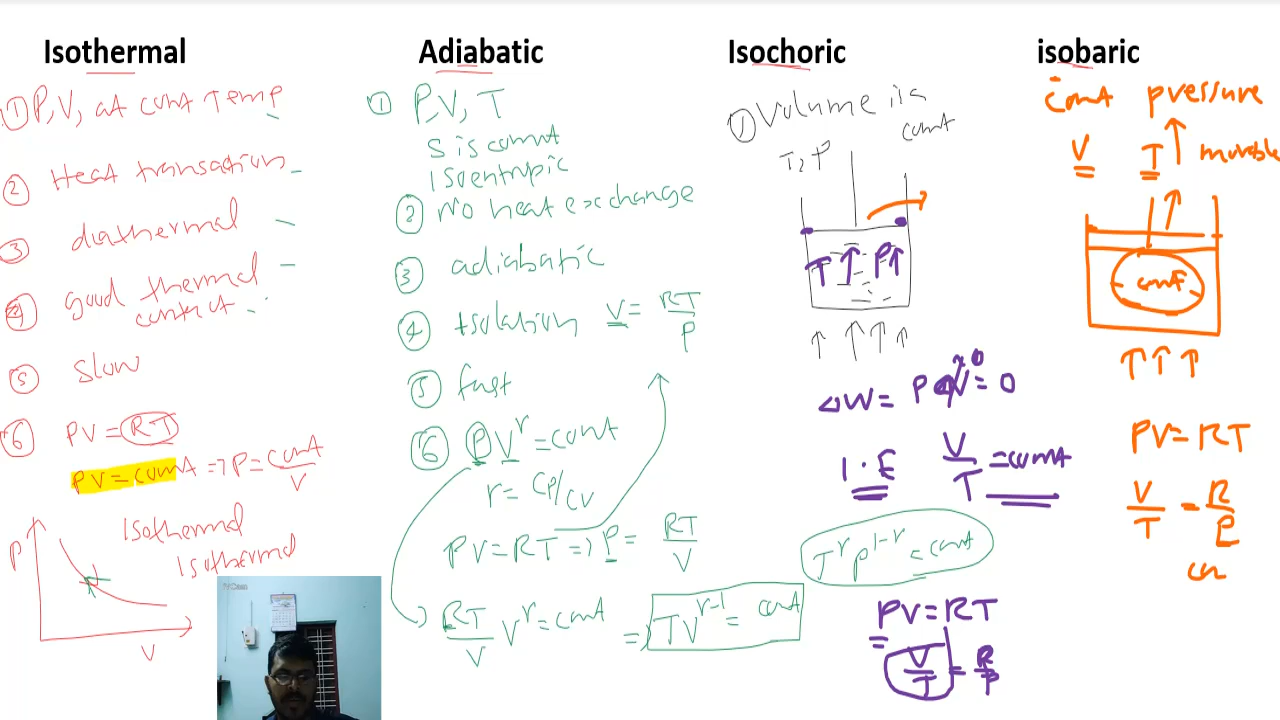 Isothermal
① P, V, at const Temp
② Heat transaction
③ diathermal
④ good thermal
contact
⑤ slow
⑥ PV = RT
PV = const => P = const/V
Isothermal
Isothermal
P
V
Adiabatic
① P, V, T
S is const
Isoentropic
② No heat exchange
③ adiabatic
④ Isolation V = RT/P
⑤ fast
⑥ PV^r = const
r = CP/CV
PV = RT => P = RT/V
RT/V V^r = const => TV^r-1 = const
Isochoric
① Volume is
const
T, P
T↑ P↑
ΔW = P dV = 0
0
I.E V/T = const
T^r P^1-r = const
PV = RT
V/T = R/P
isobaric
const pressure
V T↑ movable
const
PV = RT
V/T = R/P